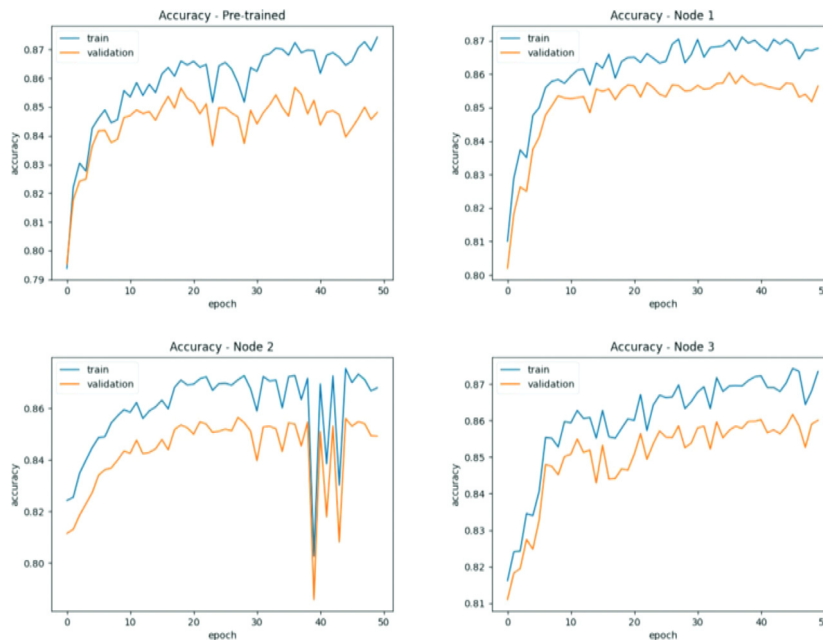 Accuracy - Pre-trained
train
validation
0.87
0.86
0.85
0.84
0.83
0.82
0.81
0.80
0.79
accuracy
0 10 20 30 40 50
epoch
Accuracy - Node 1
train
validation
0.87
0.86
0.85
0.84
0.83
0.82
0.81
0.80
accuracy
0 10 20 30 40
epoch
Accuracy - Node 2
train
validation
0.86
0.84
0.82
0.80
accuracy
0 10 20 30 40 50
epoch
Accuracy - Node 3
train
validation
0.87
0.86
0.85
0.84
0.83
0.82
0.81
accuracy
0 10 20 30 40
epoch